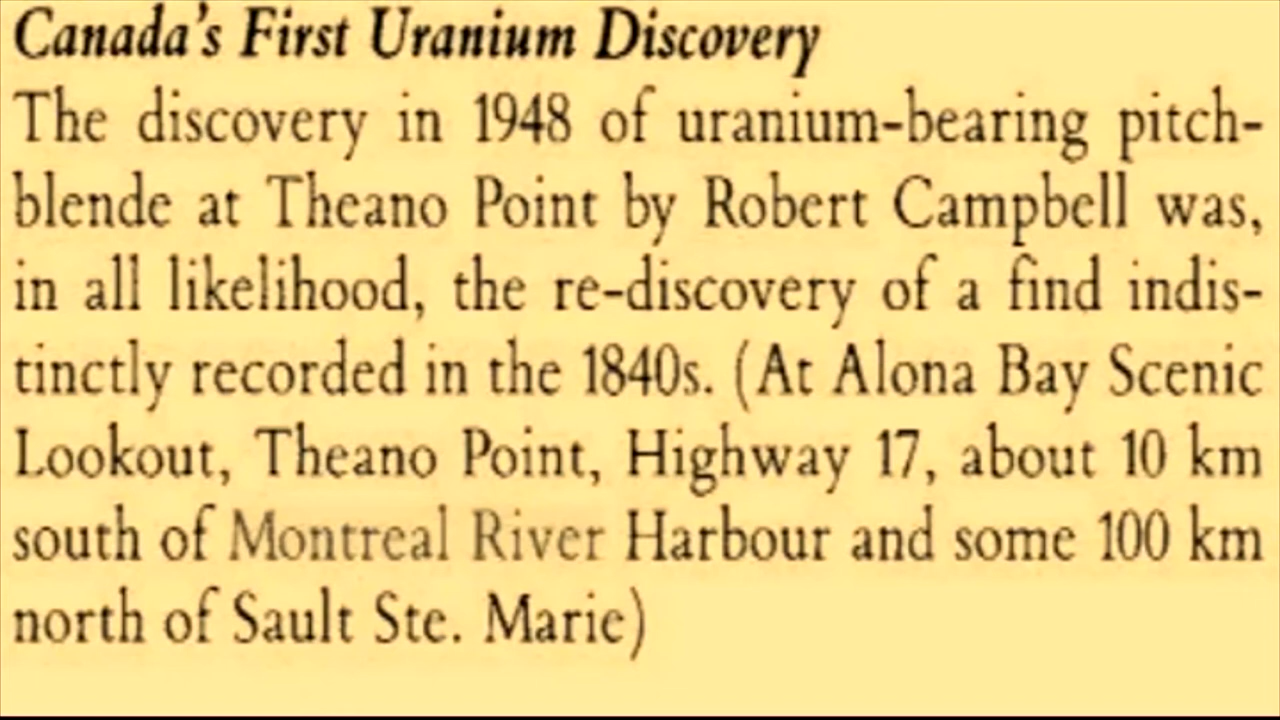 Canada's First Uranium Discovery
The discovery in 1948 of uranium-bearing pitch-
blende at Theano Point by Robert Campbell was,
in all likelihood, the re-discovery of a find indis-
tinctly recorded in the 1840s. (At Alona Bay Scenic
Lookout, Theano Point, Highway 17, about 10 km
south of Montreal River Harbour and some 100 km
north of Sault Ste. Marie)